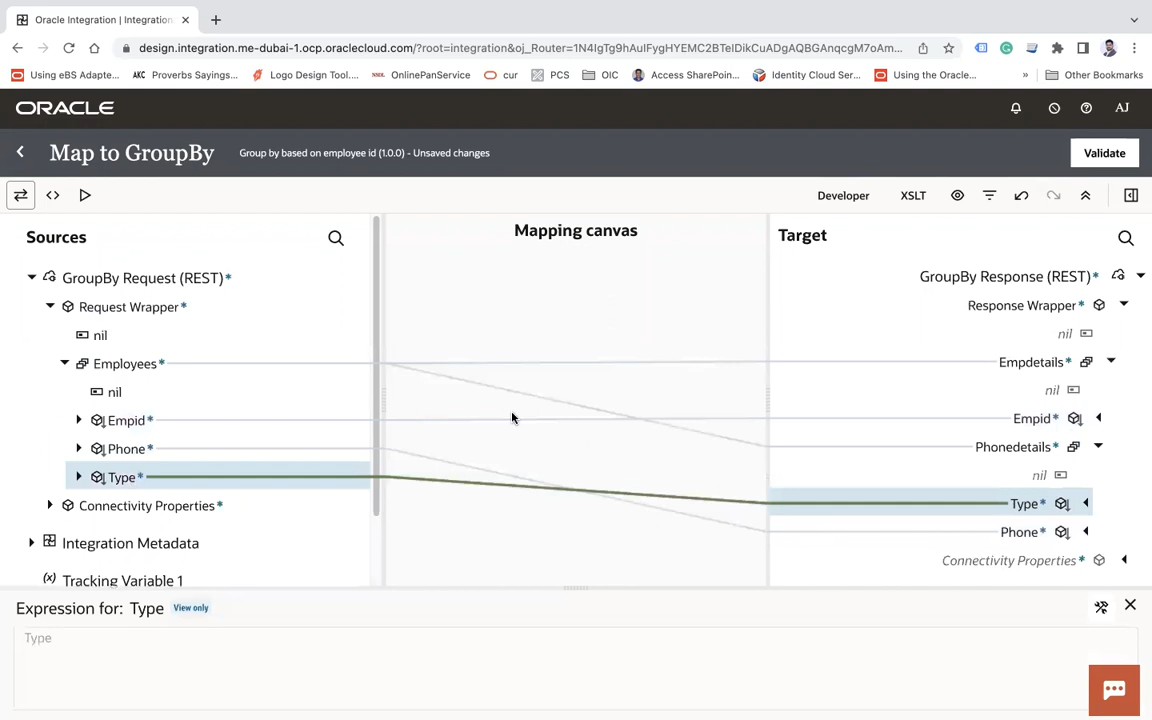 Oracle Integration | Integration
design.integration.me-dubai-1.ocp.oraclecloud.com/?root=integration&oj_Router=1N4IgTg9hAuIFygHYEMC2BTeIDikCuADgAQBGAnqcgM7oAm...
Using eBS Adapte... AKC Proverbs Sayings... Logo Design Tool.... OnlinePanService cur PCS OIC Access SharePoin... Identity Cloud Ser... Using the Oracle... » Other Bookmarks
ORACLE AJ
Map to GroupBy Group by based on employee id (1.0.0) - Unsaved changes Validate
Developer XSLT
Sources Mapping canvas Target
GroupBy Request (REST)* GroupBy Response (REST)*
Request Wrapper* Response Wrapper*
nil nil
Employees* Empdetails*
nil nil
Empid* Empid*
Phone* Phonedetails*
nil
Type* Type*
Connectivity Properties* Phone*
Integration Metadata Connectivity Properties*
(x) Tracking Variable 1
Expression for: Type View only
Type